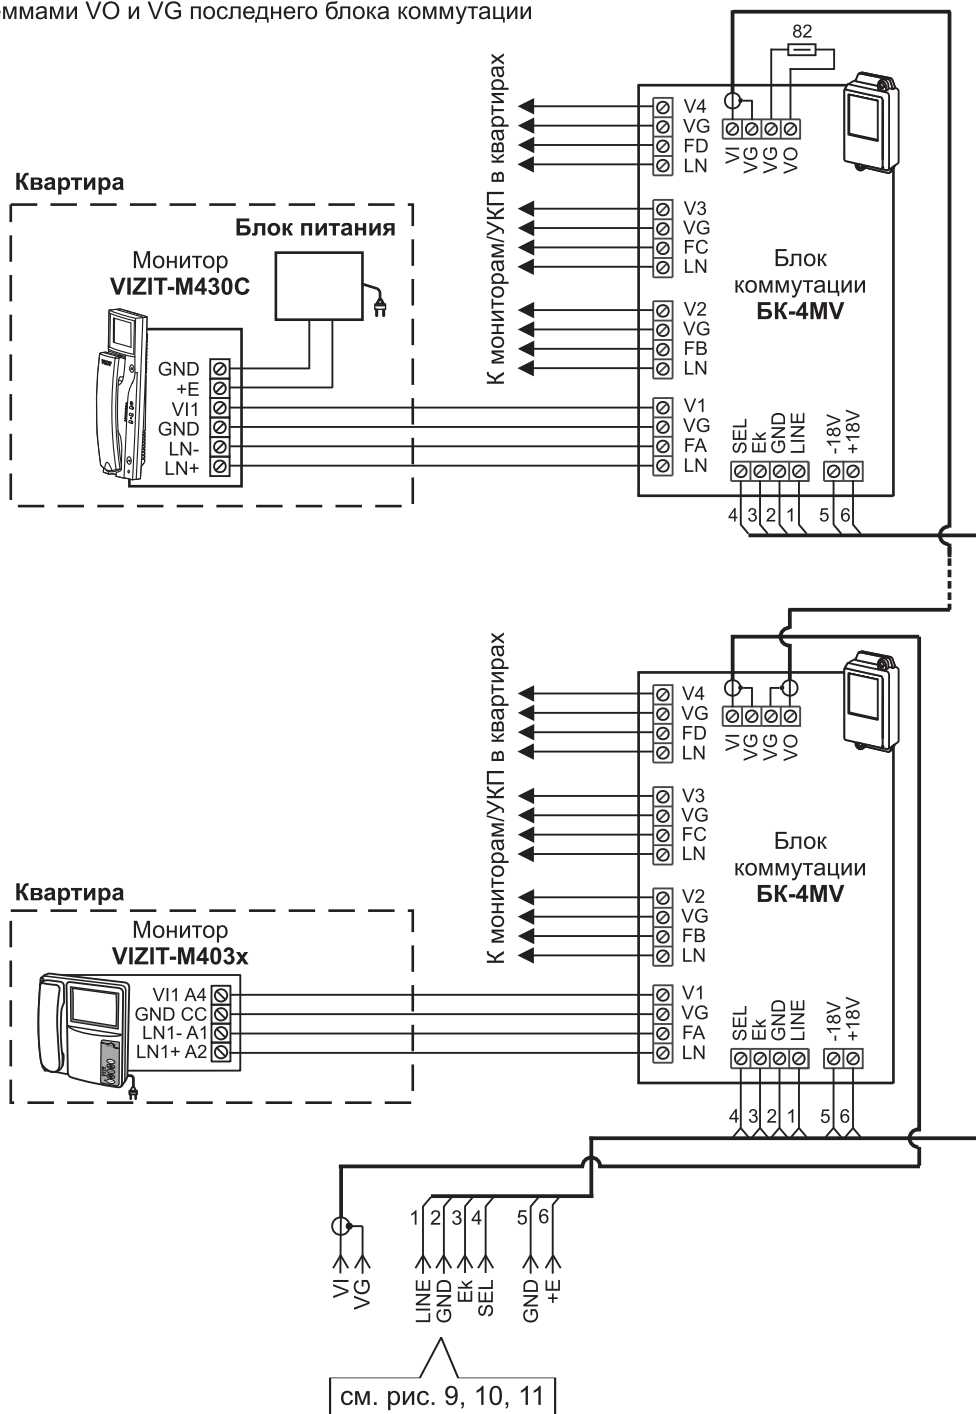 еммами VO и VG последнего блока коммутации
82
К мониторам/УКП в квартирах
V4
VG
FD
LN
VI
VG
VG
VO
Квартира
Блок питания
Монитор
VIZIT-M430C
V3
VG
FC
LN
Блок
коммутации
БК-4MV
V2
VG
FB
LN
GND
+E
VI1
GND
LN-
LN+
V1
VG
FA
LN
SEL
Ek
GND
LINE
-18V
+18V
4
3
2
1
5
6
К мониторам/УКП в квартирах
V4
VG
FD
LN
VI
VG
VG
VO
V3
VG
FC
LN
Блок
коммутации
БК-4MV
Квартира
Монитор
VIZIT-M403x
V2
VG
FB
LN
VI1 A4
GND CC
LN1- A1
LN1+ A2
V1
VG
FA
LN
SEL
Ek
GND
LINE
-18V
+18V
4
3
2
1
5
6
1
2
3
4
5
6
VI
VG
LINE
GND
Ek
SEL
GND
+E
см. рис. 9, 10, 11